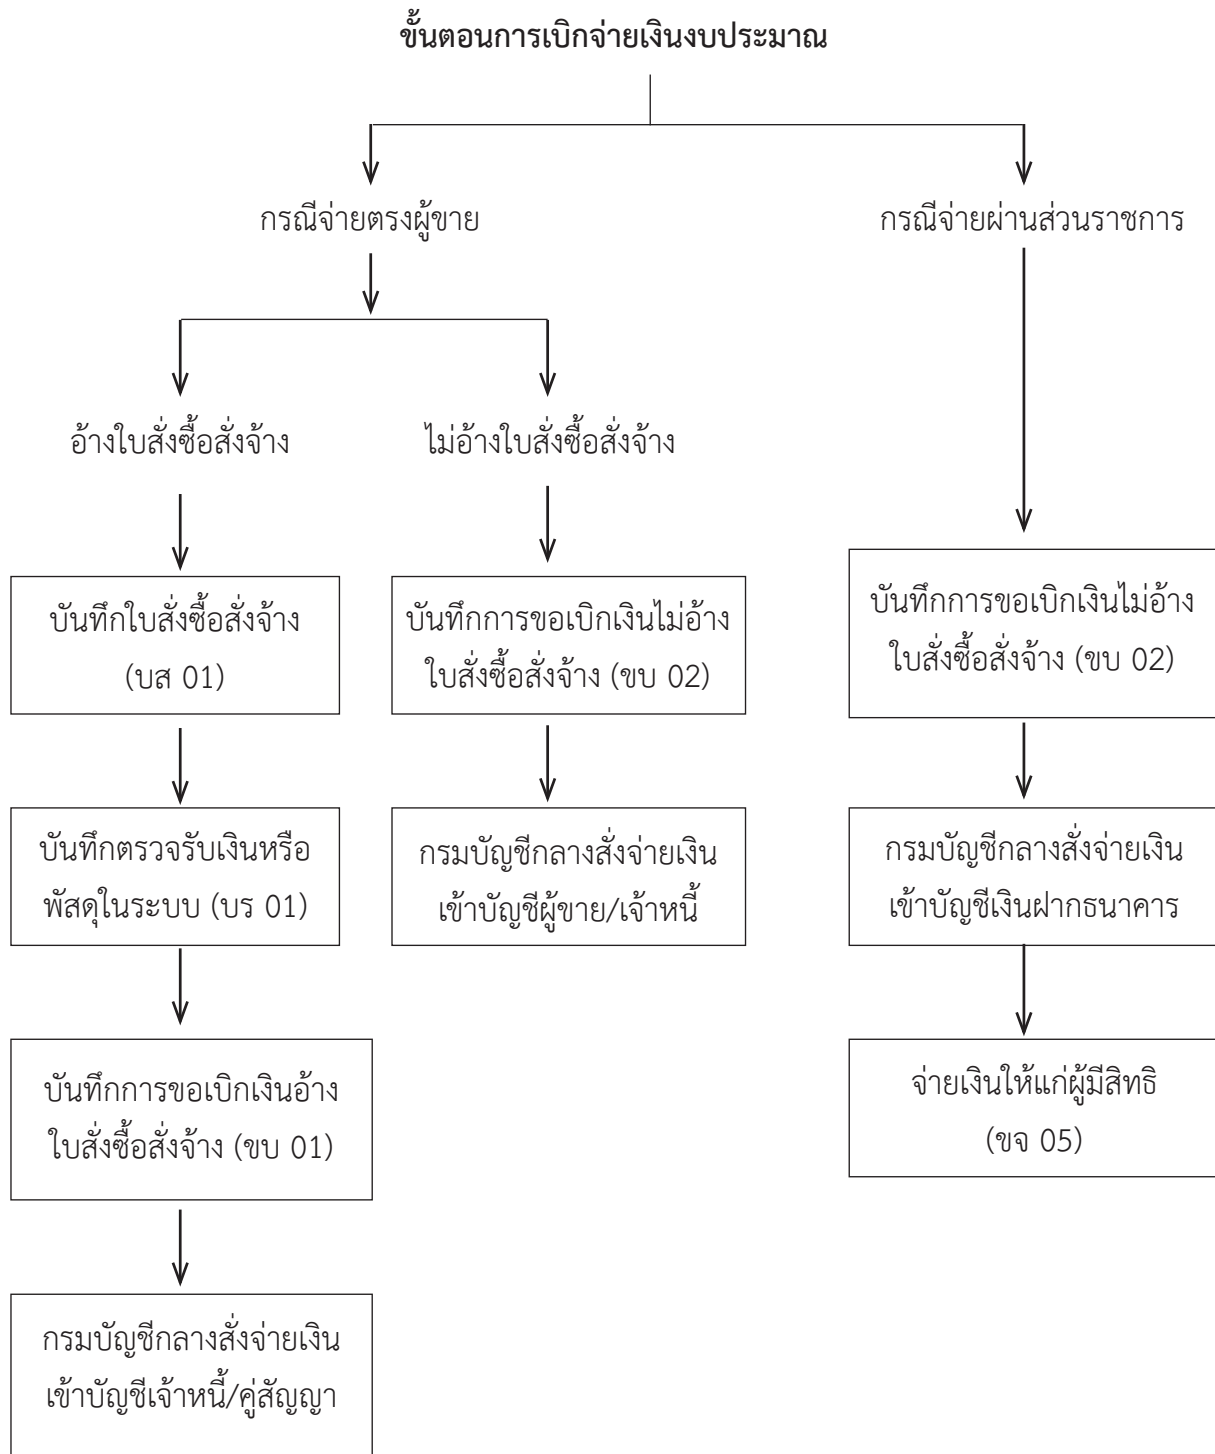 ขั้นตอนการเบิกจ่ายเงินงบประมาณ
กรณีจ่ายตรงผู้ขาย
กรณีจ่ายผ่านส่วนราชการ
อ้างใบสั่งซื้อสั่งจ้าง
ไม่อ้างใบสั่งซื้อสั่งจ้าง
บันทึกใบสั่งซื้อสั่งจ้าง
(บส 01)
บันทึกการขอเบิกเงินไม่อ้าง
ใบสั่งซื้อสั่งจ้าง (ขบ 02)
บันทึกการขอเบิกเงินไม่อ้าง
ใบสั่งซื้อสั่งจ้าง (ขบ 02)
บันทึกตรวจรับเงินหรือ
พัสดุในระบบ (บร 01)
กรมบัญชีกลางสั่งจ่ายเงิน
เข้าบัญชีผู้ขาย/เจ้าหนี้
กรมบัญชีกลางสั่งจ่ายเงิน
เข้าบัญชีเงินฝากธนาคาร
บันทึกการขอเบิกเงินอ้าง
ใบสั่งซื้อสั่งจ้าง (ขบ 01)
จ่ายเงินให้แก่ผู้มีสิทธิ
(ขจ 05)
กรมบัญชีกลางสั่งจ่ายเงิน
เข้าบัญชีเจ้าหนี้/คู่สัญญา